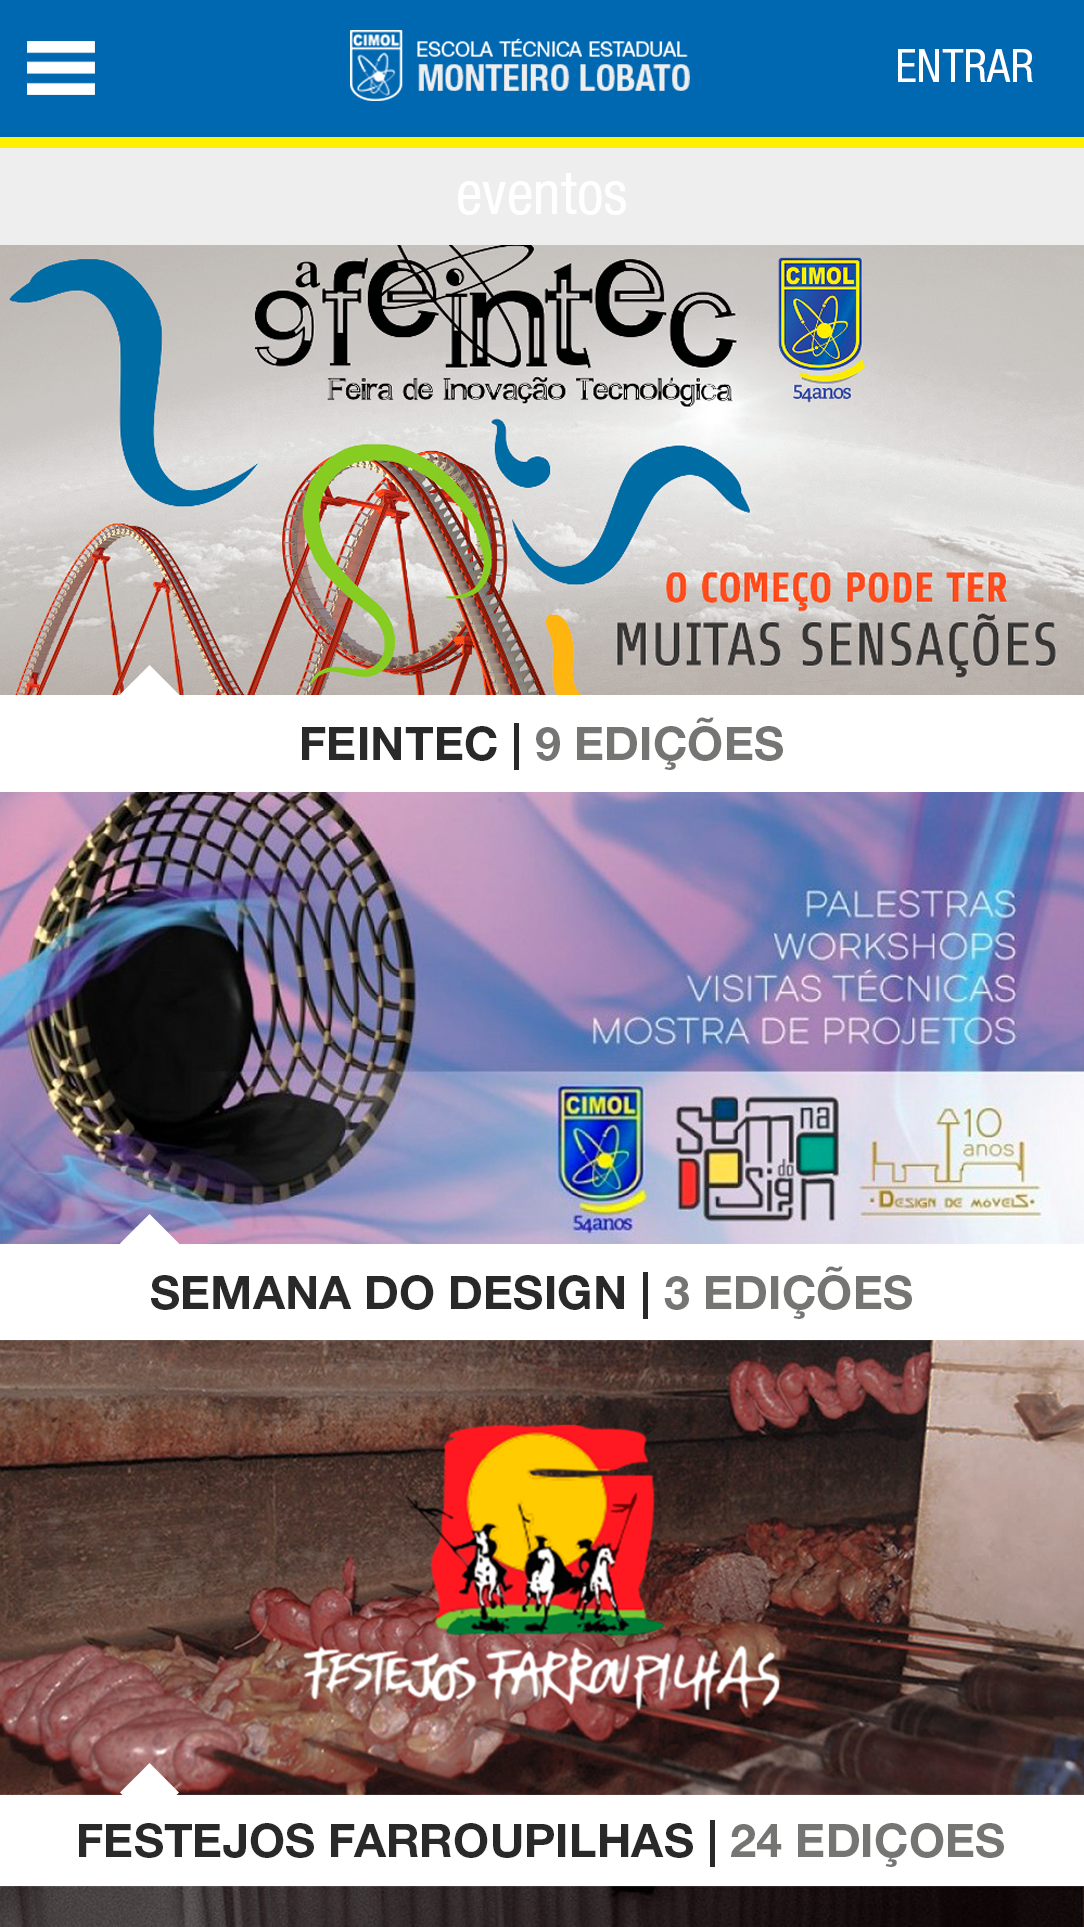 CIMOL
ESCOLA TÉCNICA ESTADUAL
MONTEIRO LOBATO
ENTRAR
eventos
9ª feintec
Feira de Inovação Tecnológica
CIMOL
54anos
O COMEÇO PODE TER
MUITAS SENSAÇÕES
FEINTEC | 9 EDIÇÕES
PALESTRAS
WORKSHOPS
VISITAS TÉCNICAS
MOSTRA DE PROJETOS
CIMOL
54anos
semana
do
design
10
anos
• DESIGN DE MÓVEIS •
SEMANA DO DESIGN | 3 EDIÇÕES
FESTEJOS FARROUPILHAS
FESTEJOS FARROUPILHAS | 24 EDIÇOES